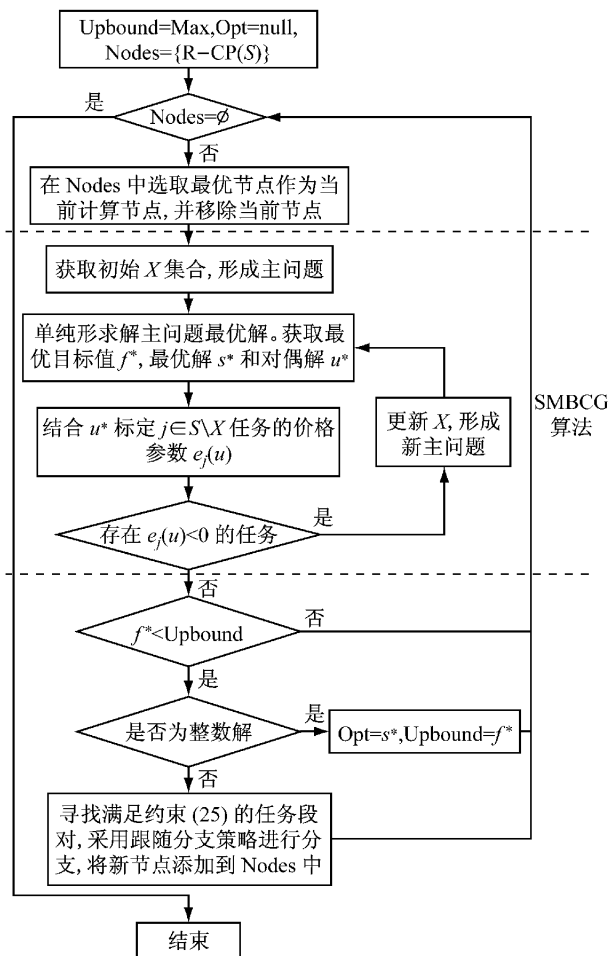 Upbound=Max,Opt=null,
Nodes={R−CP(S)}
是
Nodes=∅
否
在 Nodes 中选取最优节点作为当
前计算节点, 并移除当前节点
获取初始 X 集合, 形成主问题
单纯形求解主问题最优解。获取最
优目标值 f*, 最优解 s* 和对偶解 u*
结合 u* 标定 j∈S\X 任务的价格
参数 ej(u)
更新 X, 形成
新主问题
SMBCG
算法
存在 ej(u)<0 的任务
是
否
f*<Upbound
否
是
是否为整数解
是
Opt=s*,Upbound=f*
否
寻找满足约束 (25) 的任务段
对, 采用跟随分支策略进行分
支, 将新节点添加到 Nodes 中
结束